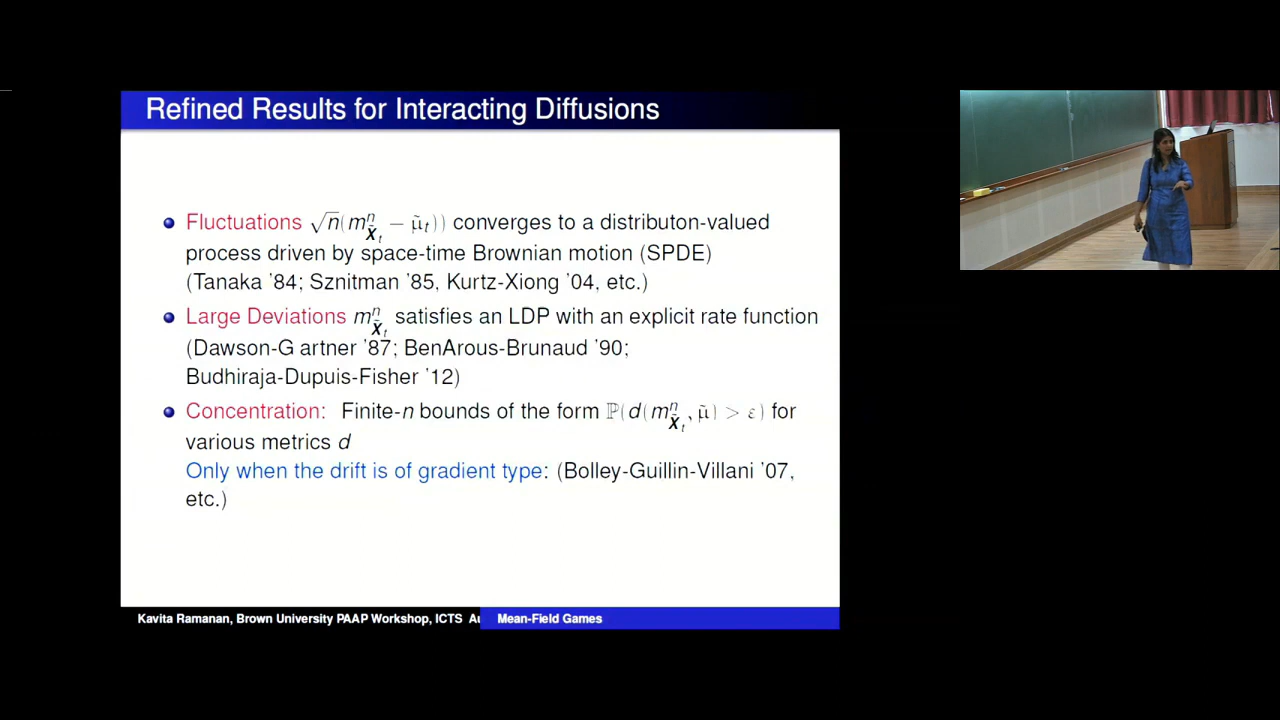 Refined Results for Interacting Diffusions
Fluctuations √n(m^n_{X̃_t} − μ̃_t)) converges to a distributon-valued
process driven by space-time Brownian motion (SPDE)
(Tanaka '84; Sznitman '85, Kurtz-Xiong '04, etc.)
Large Deviations m^n_{X̃_t} satisfies an LDP with an explicit rate function
(Dawson-G artner '87; BenArous-Brunaud '90;
Budhiraja-Dupuis-Fisher '12)
Concentration: Finite-n bounds of the form ℙ(d(m^n_{X̃_t}, μ̃) > ε) for
various metrics d
Only when the drift is of gradient type: (Bolley-Guillin-Villani '07,
etc.)
Kavita Ramanan, Brown University PAAP Workshop, ICTS Au Mean-Field Games